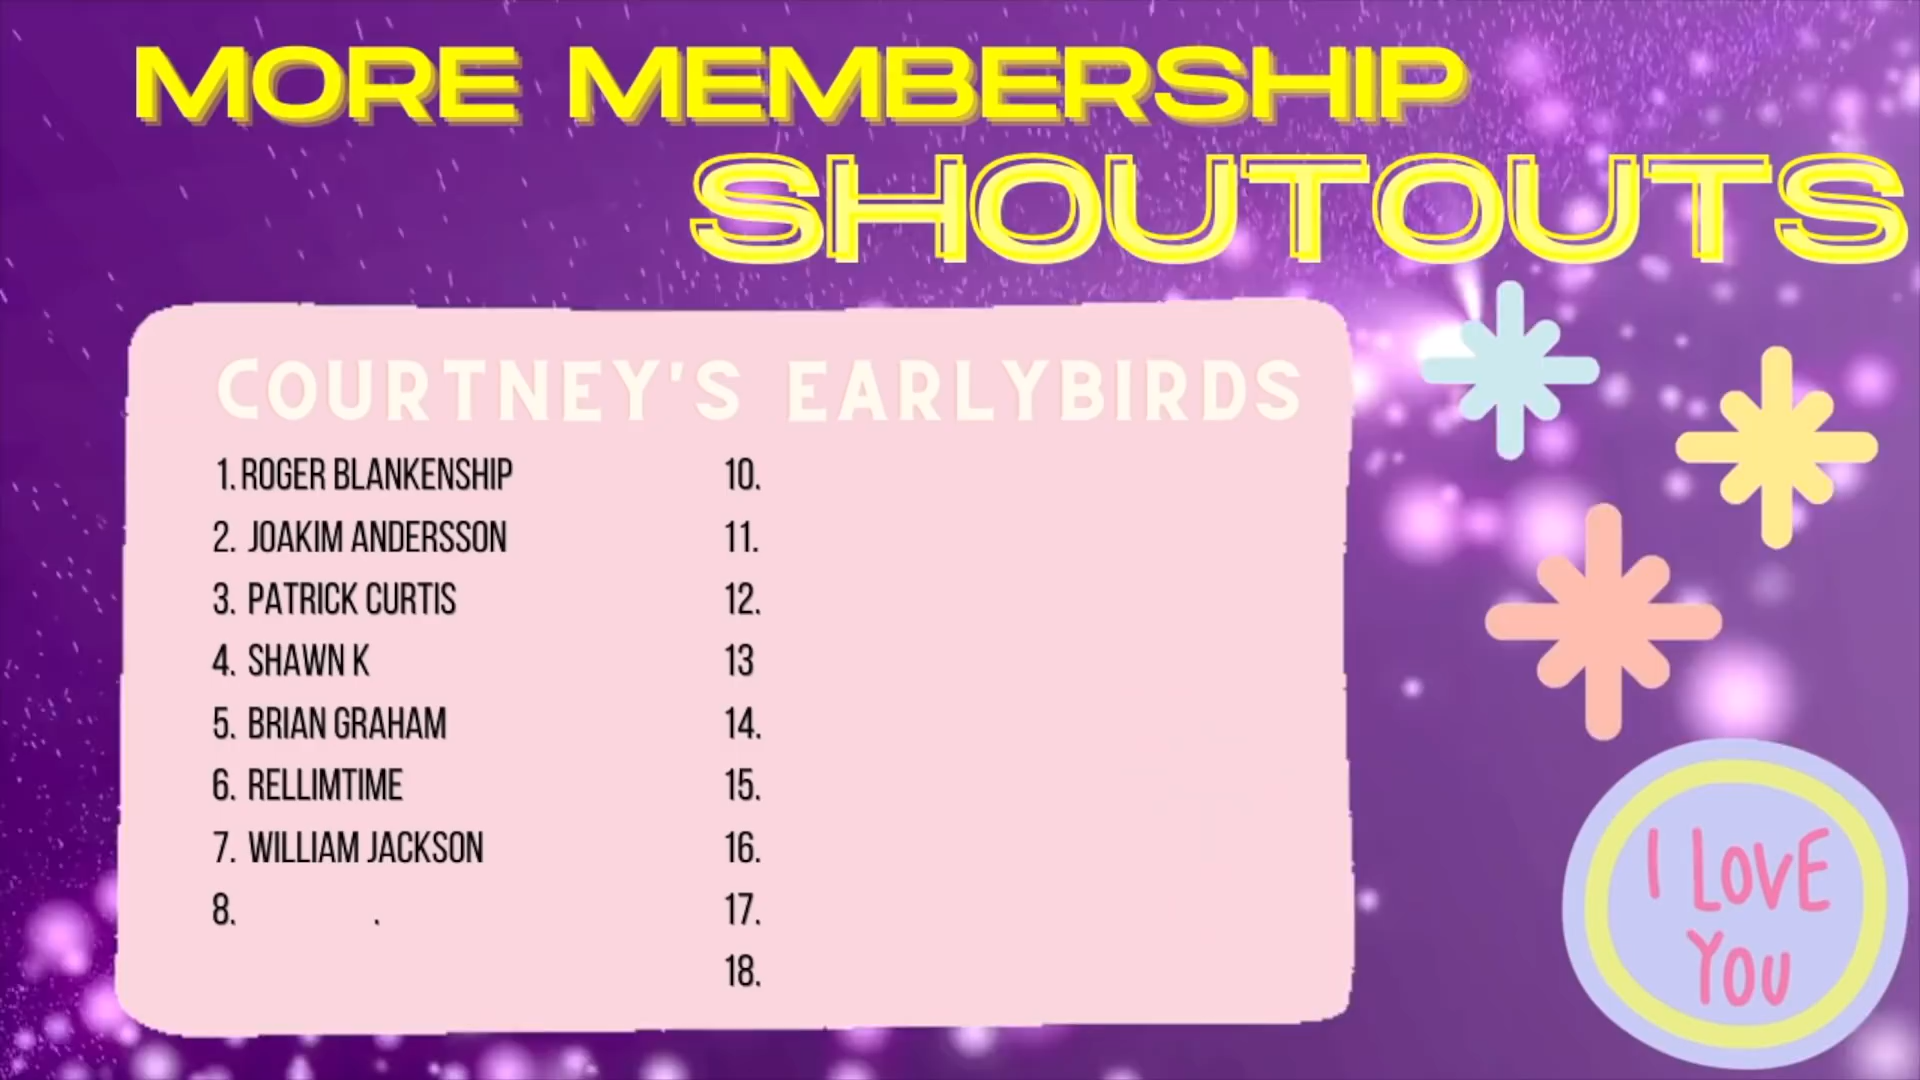 MORE MEMBERSHIP
SHOUTOUTS
COURTNEY'S EARLYBIRDS
1. ROGER BLANKENSHIP
2. JOAKIM ANDERSSON
3. PATRICK CURTIS
4. SHAWN K
5. BRIAN GRAHAM
6. RELLIMTIME
7. WILLIAM JACKSON
8. .
10.
11.
12.
13
14.
15.
16.
17.
18.
I LOVE
YOU